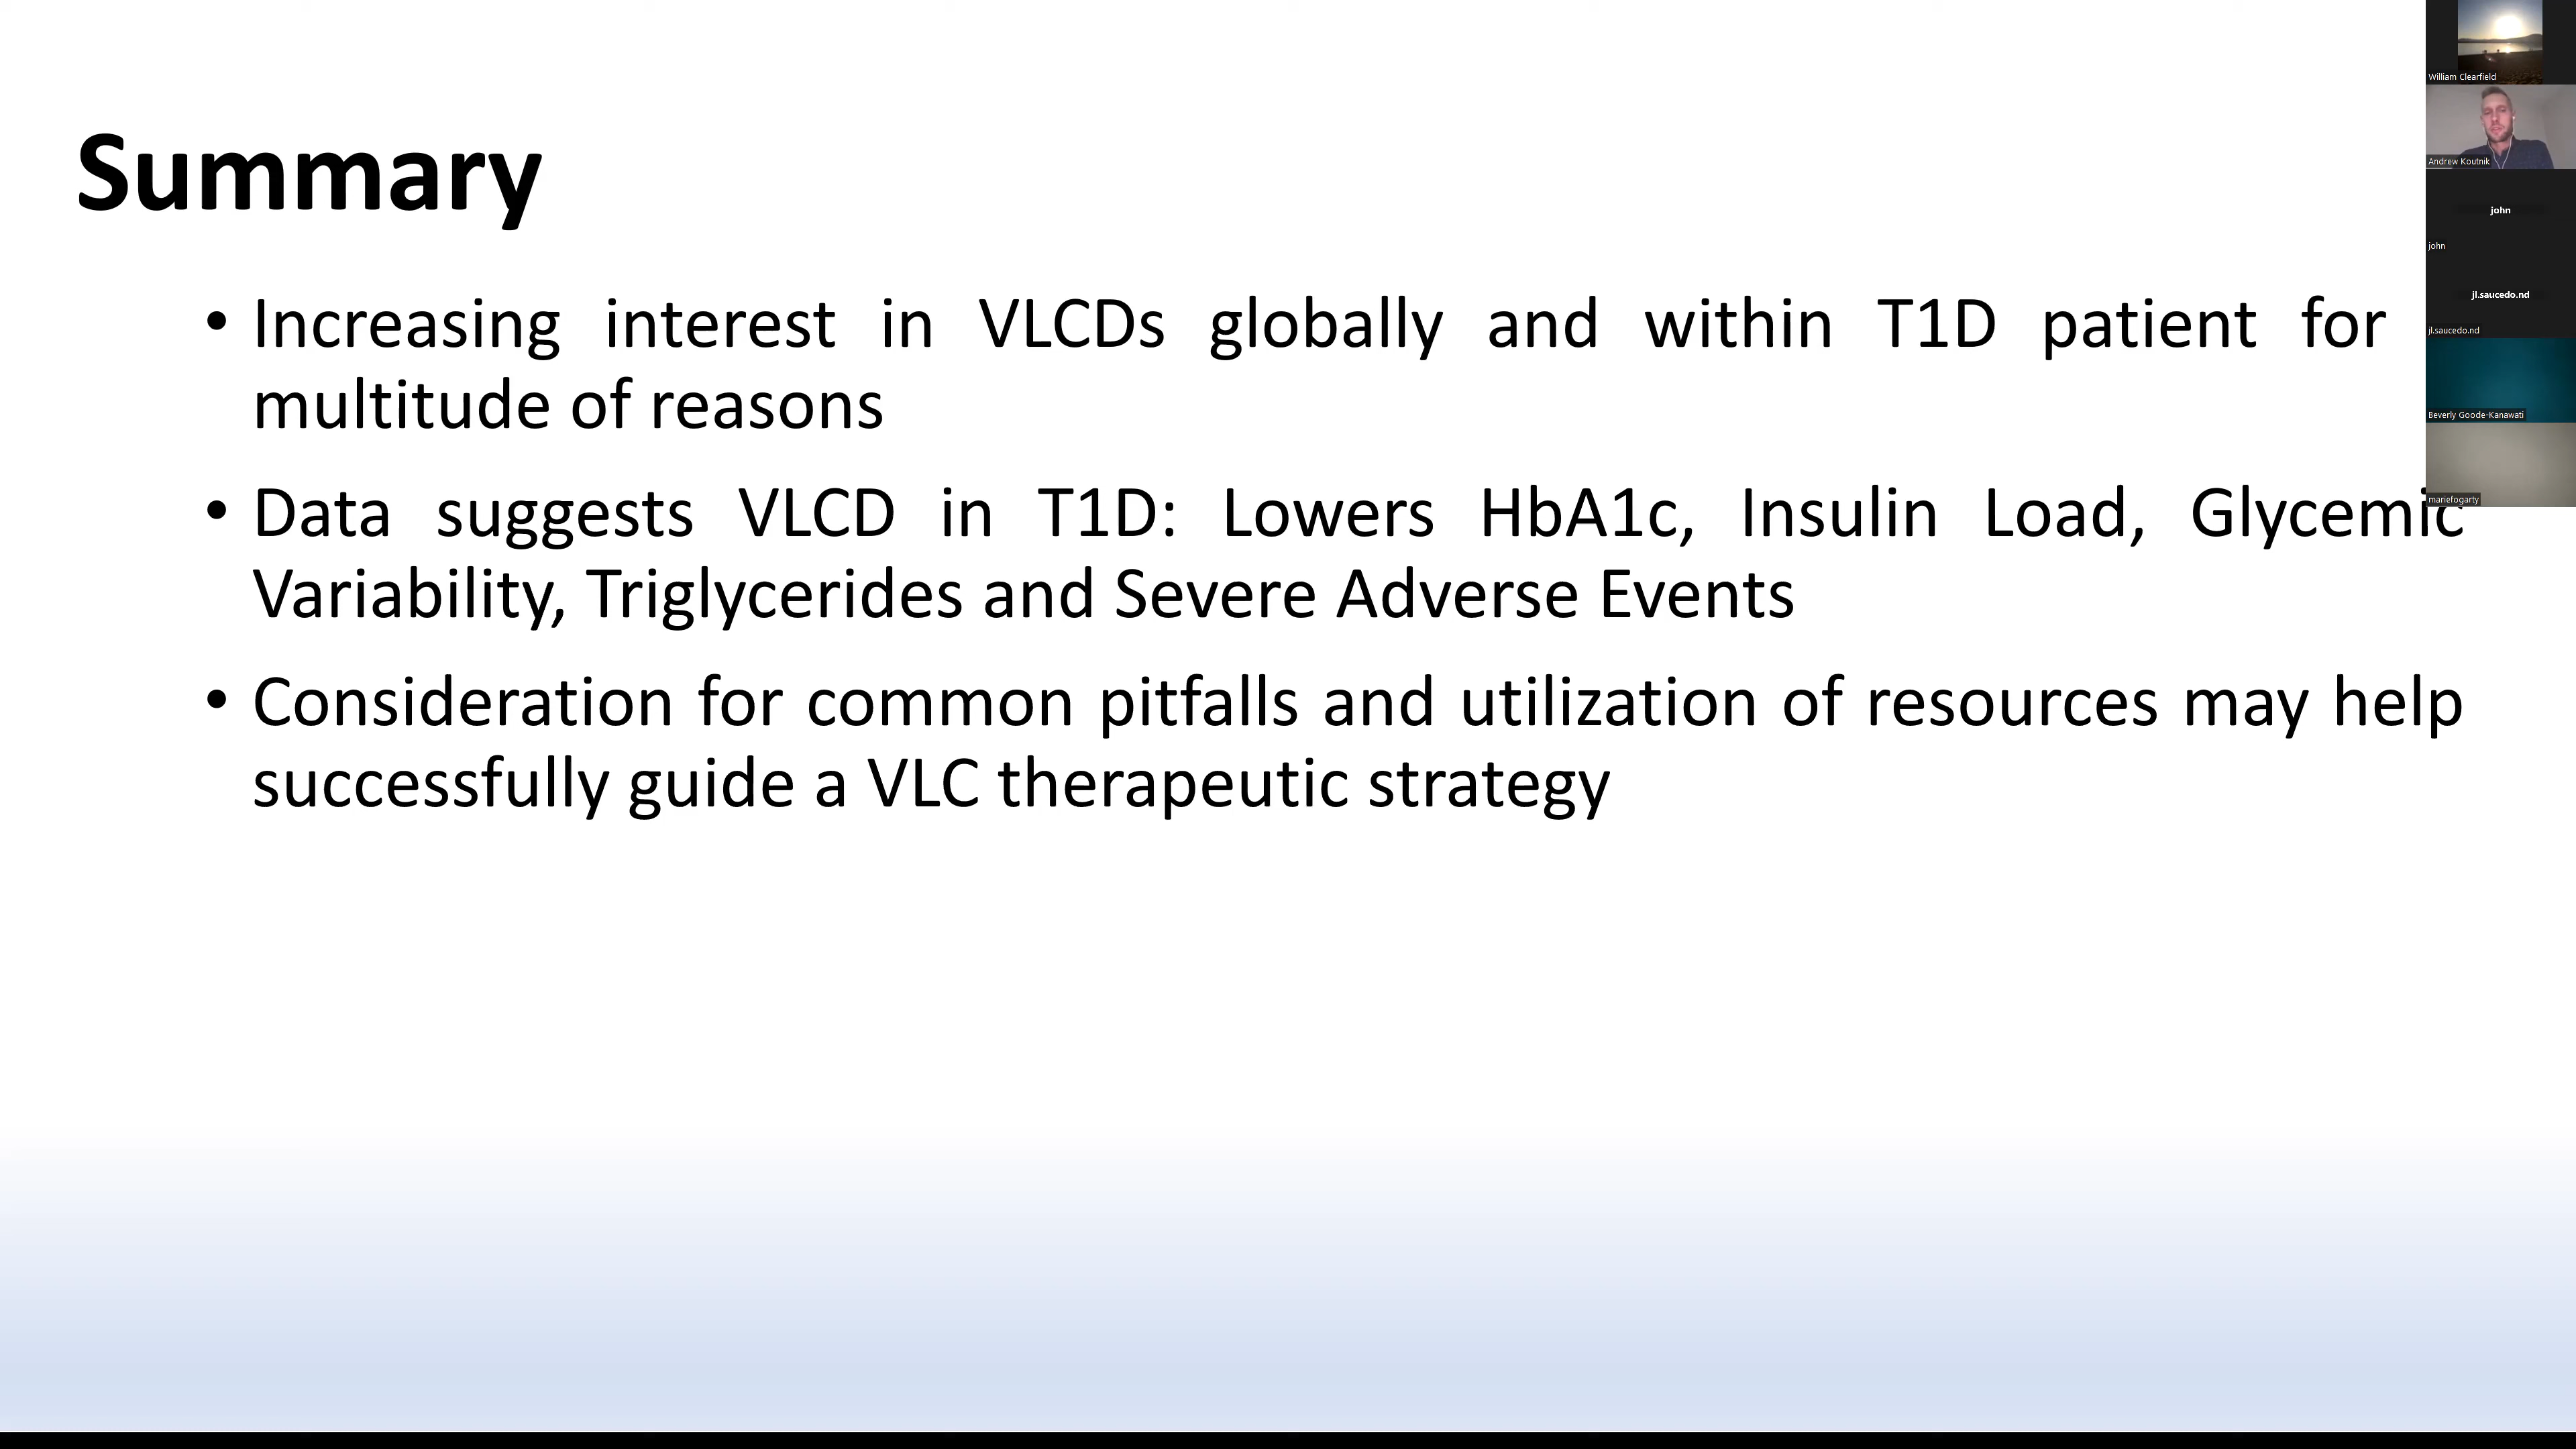 Summary
• Increasing interest in VLCDs globally and within T1D patient for
multitude of reasons
• Data suggests VLCD in T1D: Lowers HbA1c, Insulin Load, Glycemic
Variability, Triglycerides and Severe Adverse Events
• Consideration for common pitfalls and utilization of resources may help
successfully guide a VLC therapeutic strategy
William Clearfield
Andrew Koutnik
john
john
jl.saucedo.nd
jl.saucedo.nd
Beverly Goode-Kanawati
mariefogarty